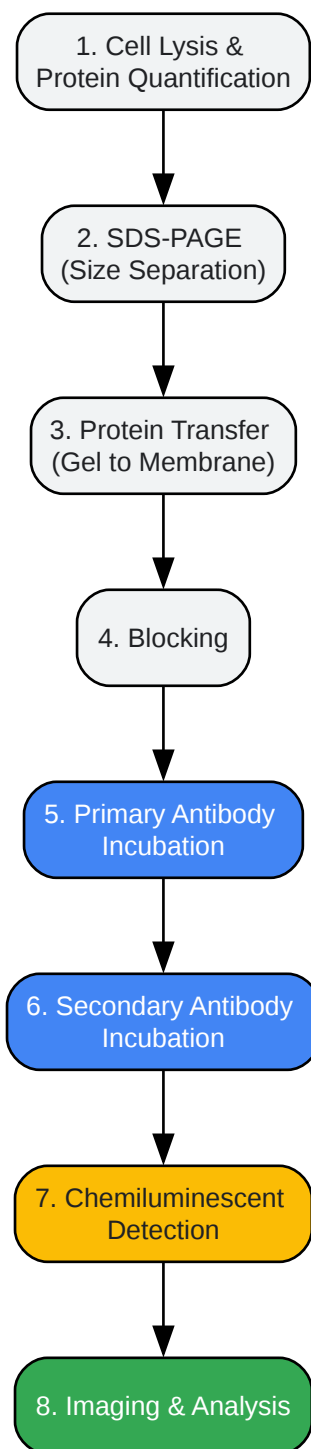 1. Cell Lysis &
Protein Quantification
2. SDS-PAGE
(Size Separation)
3. Protein Transfer
(Gel to Membrane)
4. Blocking
5. Primary Antibody
Incubation
6. Secondary Antibody
Incubation
7. Chemiluminescent
Detection
8. Imaging & Analysis